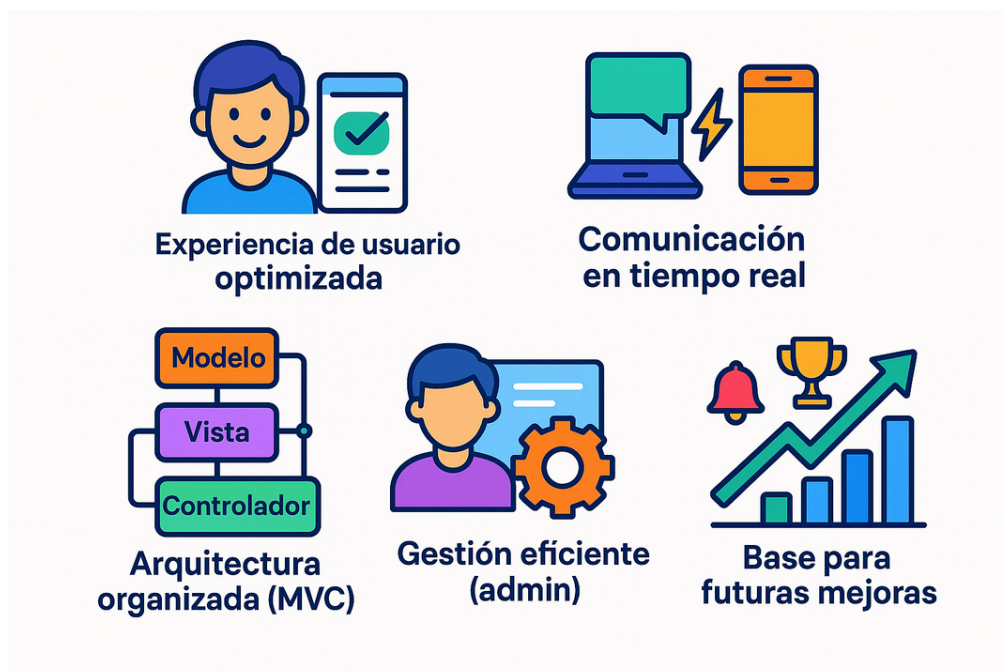 Experiencia de usuario
optimizada
Comunicación
en tiempo real
Modelo
Vista
Controlador
Arquitectura
organizada (MVC)
Gestión eficiente
(admin)
Base para
futuras mejoras